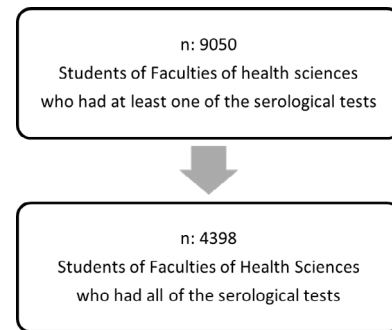 n: 9050
Students of Faculties of health sciences
who had at least one of the serological tests
n: 4398
Students of Faculties of Health Sciences
who had all of the serological tests